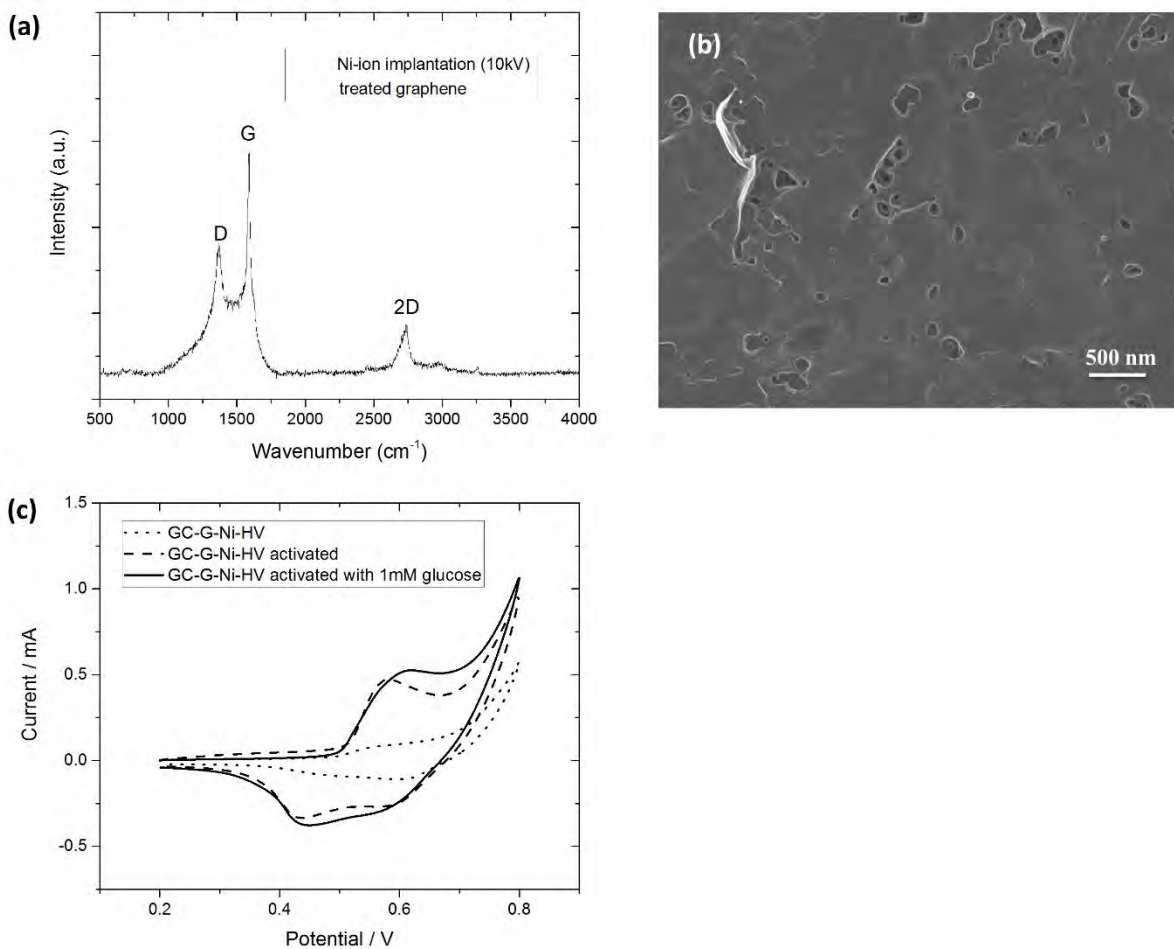 (a)
Ni-ion implantation (10kV)
treated graphene
D
G
2D
Intensity (a.u.)
500 1000 1500 2000 2500 3000 3500 4000
Wavenumber (cm⁻¹)
(b)
500 nm
(c)
1.5
1.0
0.5
0.0
-0.5
GC-G-Ni-HV
GC-G-Ni-HV activated
GC-G-Ni-HV activated with 1mM glucose
Current / mA
0.2 0.4 0.6 0.8
Potential / V